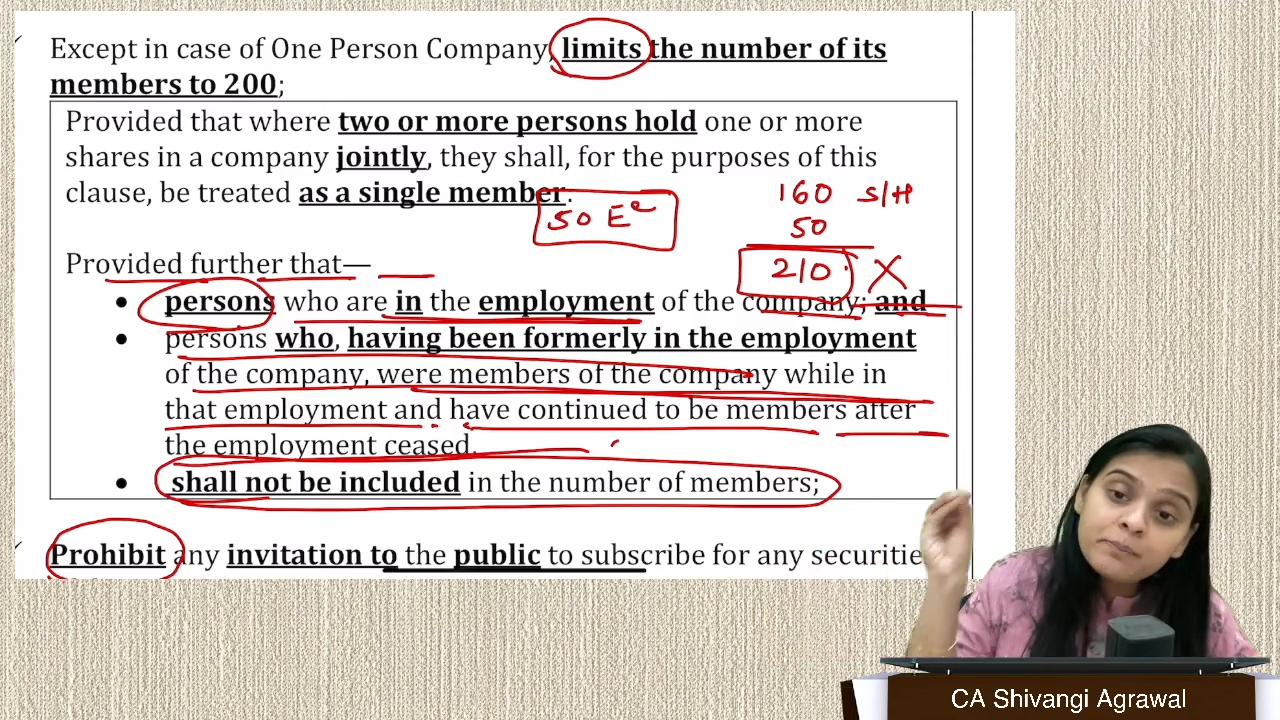 Except in case of One Person Company, limits the number of its
members to 200;
Provided that where two or more persons hold one or more
shares in a company jointly, they shall, for the purposes of this
clause, be treated as a single member.
50 Ee
160 S/H
50
210
Provided further that—
• persons who are in the employment of the company; and
• persons who, having been formerly in the employment
of the company, were members of the company while in
that employment and have continued to be members after
the employment ceased.
• shall not be included in the number of members;
Prohibit any invitation to the public to subscribe for any securitie
CA Shivangi Agrawal